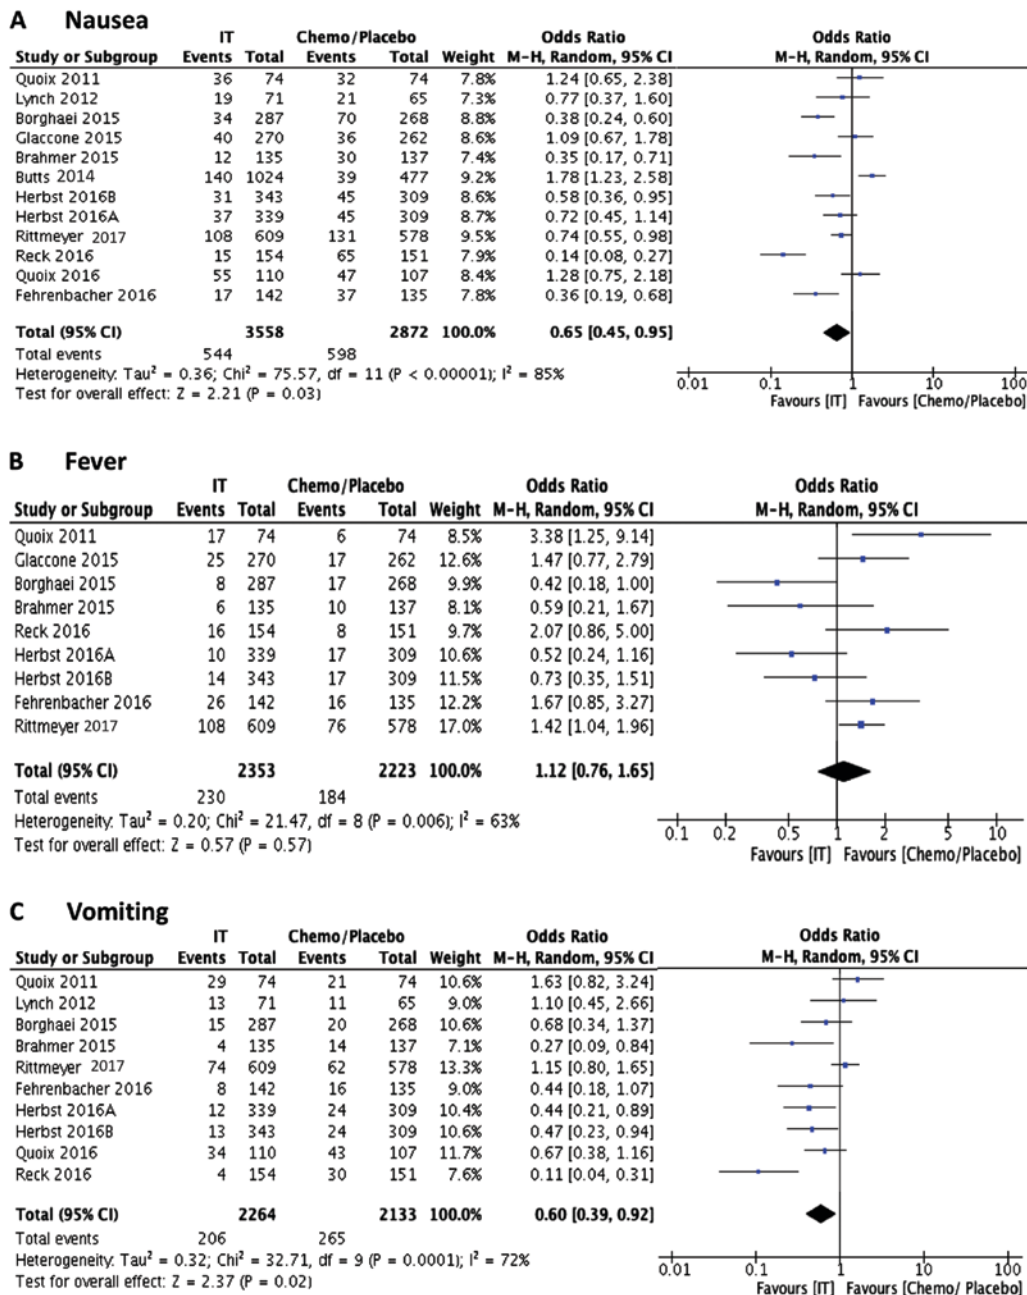 A Nausea
IT Chemo/Placebo Odds Ratio Odds Ratio
Study or Subgroup Events Total Events Total Weight M-H, Random, 95% CI M-H, Random, 95% CI
Quoix 2011 36 74 32 74 7.8% 1.24 [0.65, 2.38]
Lynch 2012 19 71 21 65 7.3% 0.77 [0.37, 1.60]
Borghaei 2015 34 287 70 268 8.8% 0.38 [0.24, 0.60]
Glaccone 2015 40 270 36 262 8.6% 1.09 [0.67, 1.78]
Brahmer 2015 12 135 30 137 7.4% 0.35 [0.17, 0.71]
Butts 2014 140 1024 39 477 9.2% 1.78 [1.23, 2.58]
Herbst 2016B 31 343 45 309 8.6% 0.58 [0.36, 0.95]
Herbst 2016A 37 339 45 309 8.7% 0.72 [0.45, 1.14]
Rittmeyer 2017 108 609 131 578 9.5% 0.74 [0.55, 0.98]
Reck 2016 15 154 65 151 7.9% 0.14 [0.08, 0.27]
Quoix 2016 55 110 47 107 8.4% 1.28 [0.75, 2.18]
Fehrenbacher 2016 17 142 37 135 7.8% 0.36 [0.19, 0.68]
Total (95% CI) 3558 2872 100.0% 0.65 [0.45, 0.95]
Total events 544 598
Heterogeneity: Tau² = 0.36; Chi² = 75.57, df = 11 (P < 0.00001); I² = 85%
Test for overall effect: Z = 2.21 (P = 0.03)
0.01 0.1 1 10 100
Favours [IT] Favours [Chemo/Placebo]
B Fever
IT Chemo/Placebo Odds Ratio Odds Ratio
Study or Subgroup Events Total Events Total Weight M-H, Random, 95% CI M-H, Random, 95% CI
Quoix 2011 17 74 6 74 8.5% 3.38 [1.25, 9.14]
Glaccone 2015 25 270 17 262 12.6% 1.47 [0.77, 2.79]
Borghaei 2015 8 287 17 268 9.9% 0.42 [0.18, 1.00]
Brahmer 2015 6 135 10 137 8.1% 0.59 [0.21, 1.67]
Reck 2016 16 154 8 151 9.7% 2.07 [0.86, 5.00]
Herbst 2016A 10 339 17 309 10.6% 0.52 [0.24, 1.16]
Herbst 2016B 14 343 17 309 11.5% 0.73 [0.35, 1.51]
Fehrenbacher 2016 26 142 16 135 12.2% 1.67 [0.85, 3.27]
Rittmeyer 2017 108 609 76 578 17.0% 1.42 [1.04, 1.96]
Total (95% CI) 2353 2223 100.0% 1.12 [0.76, 1.65]
Total events 230 184
Heterogeneity: Tau² = 0.20; Chi² = 21.47, df = 8 (P = 0.006); I² = 63%
Test for overall effect: Z = 0.57 (P = 0.57)
0.1 0.2 0.5 1 2 5 10
Favours [IT] Favours [Chemo/Placebo]
C Vomiting
IT Chemo/Placebo Odds Ratio Odds Ratio
Study or Subgroup Events Total Events Total Weight M-H, Random, 95% CI M-H, Random, 95% CI
Quoix 2011 29 74 21 74 10.6% 1.63 [0.82, 3.24]
Lynch 2012 13 71 11 65 9.0% 1.10 [0.45, 2.66]
Borghaei 2015 15 287 20 268 10.6% 0.68 [0.34, 1.37]
Brahmer 2015 4 135 14 137 7.1% 0.27 [0.09, 0.84]
Rittmeyer 2017 74 609 62 578 13.3% 1.15 [0.80, 1.65]
Fehrenbacher 2016 8 142 16 135 9.0% 0.44 [0.18, 1.07]
Herbst 2016A 12 339 24 309 10.4% 0.44 [0.21, 0.89]
Herbst 2016B 13 343 24 309 10.6% 0.47 [0.23, 0.94]
Quoix 2016 34 110 43 107 11.7% 0.67 [0.38, 1.16]
Reck 2016 4 154 30 151 7.6% 0.11 [0.04, 0.31]
Total (95% CI) 2264 2133 100.0% 0.60 [0.39, 0.92]
Total events 206 265
Heterogeneity: Tau² = 0.32; Chi² = 32.71, df = 9 (P = 0.0001); I² = 72%
Test for overall effect: Z = 2.37 (P = 0.02)
0.01 0.1 1 10 100
Favours [IT] Favours [Chemo/ Placebo]